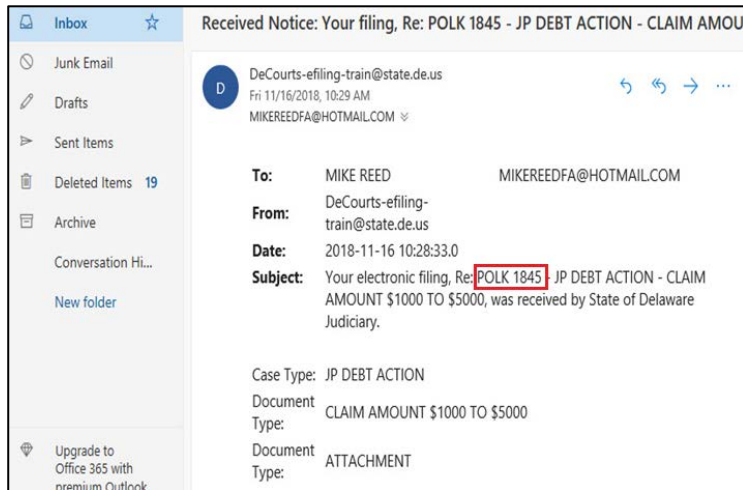 Inbox
Junk Email
Drafts
Sent Items
Deleted Items 19
Archive
Conversation Hi...
New folder
Upgrade to
Office 365 with
premium Outlook
Received Notice: Your filing, Re: POLK 1845 - JP DEBT ACTION - CLAIM AMOU
D
DeCourts-efiling-train@state.de.us
Fri 11/16/2018, 10:29 AM
MIKEREEDFA@HOTMAIL.COM
To: MIKE REED MIKEREEDFA@HOTMAIL.COM
From: DeCourts-efiling-
train@state.de.us
Date: 2018-11-16 10:28:33.0
Subject: Your electronic filing, Re: POLK 1845 - JP DEBT ACTION - CLAIM
AMOUNT $1000 TO $5000, was received by State of Delaware
Judiciary.
Case Type: JP DEBT ACTION
Document
Type: CLAIM AMOUNT $1000 TO $5000
Document
Type: ATTACHMENT